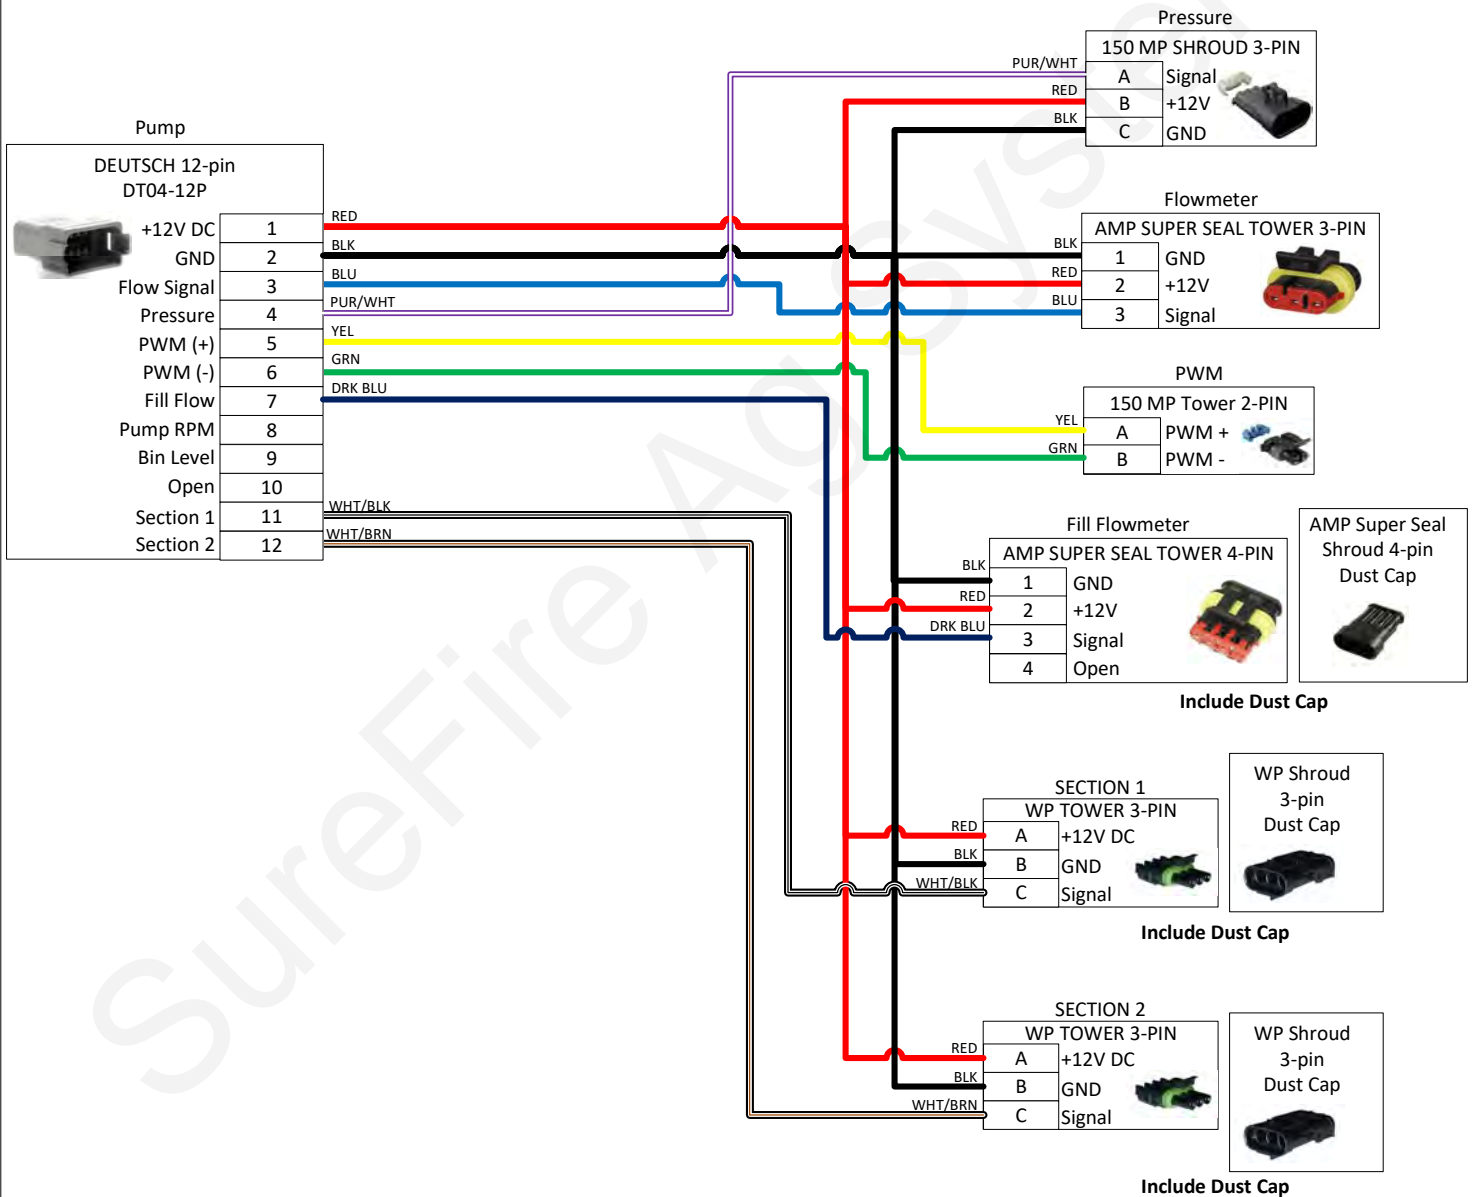 Pump
DEUTSCH 12-pin
DT04-12P
+12V DC 1 RED
GND 2 BLK
Flow Signal 3 BLU
Pressure 4 PUR/WHT
PWM (+) 5 YEL
PWM (-) 6 GRN
Fill Flow 7 DRK BLU
Pump RPM 8
Bin Level 9
Open 10
Section 1 11 WHT/BLK
Section 2 12 WHT/BRN
Pressure
150 MP SHROUD 3-PIN
PUR/WHT A Signal
RED B +12V
BLK C GND
Flowmeter
AMP SUPER SEAL TOWER 3-PIN
BLK 1 GND
RED 2 +12V
BLU 3 Signal
PWM
150 MP Tower 2-PIN
YEL A PWM +
GRN B PWM -
Fill Flowmeter
AMP SUPER SEAL TOWER 4-PIN
BLK 1 GND
RED 2 +12V
DRK BLU 3 Signal
4 Open
AMP Super Seal
Shroud 4-pin
Dust Cap
Include Dust Cap
SECTION 1
WP TOWER 3-PIN
RED A +12V DC
BLK B GND
WHT/BLK C Signal
WP Shroud
3-pin
Dust Cap
Include Dust Cap
SECTION 2
WP TOWER 3-PIN
RED A +12V DC
BLK B GND
WHT/BRN C Signal
WP Shroud
3-pin
Dust Cap
Include Dust Cap
SureFire Ag System